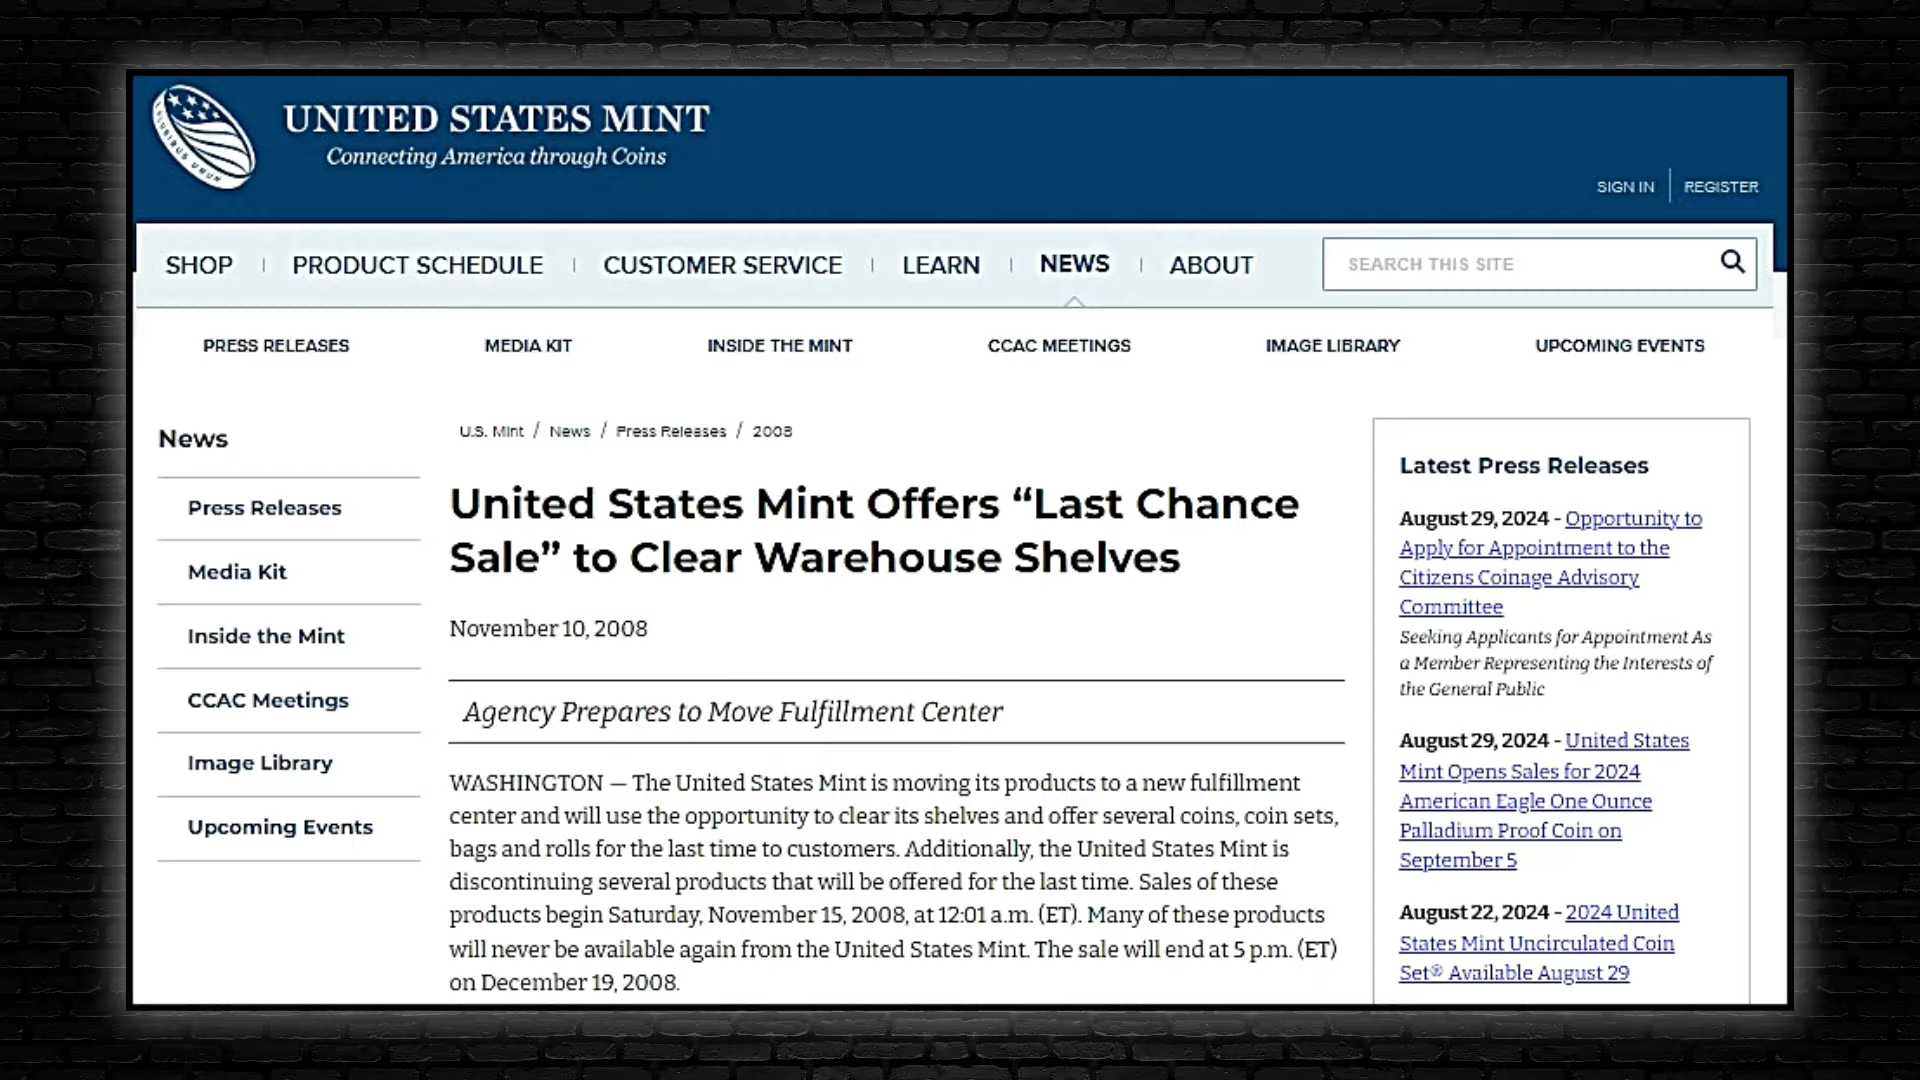 UNITED STATES MINT
Connecting America through Coins
SIGN IN
REGISTER
SHOP
PRODUCT SCHEDULE
CUSTOMER SERVICE
LEARN
NEWS
ABOUT
SEARCH THIS SITE
PRESS RELEASES
MEDIA KIT
INSIDE THE MINT
CCAC MEETINGS
IMAGE LIBRARY
UPCOMING EVENTS
News
Press Releases
Media Kit
Inside the Mint
CCAC Meetings
Image Library
Upcoming Events
U.S. Mint / News / Press Releases / 2008
United States Mint Offers “Last Chance
Sale” to Clear Warehouse Shelves
November 10, 2008
Agency Prepares to Move Fulfillment Center
WASHINGTON — The United States Mint is moving its products to a new fulfillment
center and will use the opportunity to clear its shelves and offer several coins, coin sets,
bags and rolls for the last time to customers. Additionally, the United States Mint is
discontinuing several products that will be offered for the last time. Sales of these
products begin Saturday, November 15, 2008, at 12:01 a.m. (ET). Many of these products
will never be available again from the United States Mint. The sale will end at 5 p.m. (ET)
on December 19, 2008.
Latest Press Releases
August 29, 2024 - Opportunity to
Apply for Appointment to the
Citizens Coinage Advisory
Committee
Seeking Applicants for Appointment As
a Member Representing the Interests of
the General Public
August 29, 2024 - United States
Mint Opens Sales for 2024
American Eagle One Ounce
Palladium Proof Coin on
September 5
August 22, 2024 - 2024 United
States Mint Uncirculated Coin
Set® Available August 29